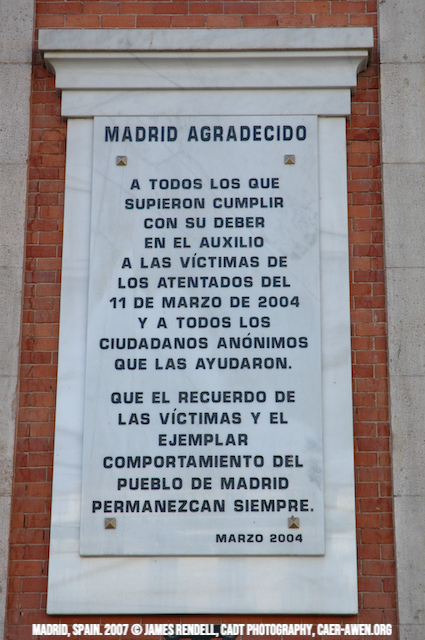 MADRID AGRADECIDO
A TODOS LOS QUE
SUPIERON CUMPLIR
CON SU DEBER
EN EL AUXILIO
A LAS VÍCTIMAS DE
LOS ATENTADOS DEL
11 DE MARZO DE 2004
Y A TODOS LOS
CIUDADANOS ANÓNIMOS
QUE LAS AYUDARON.
QUE EL RECUERDO DE
LAS VÍCTIMAS Y EL
EJEMPLAR
COMPORTAMIENTO DEL
PUEBLO DE MADRID
PERMANEZCAN SIEMPRE.
MARZO 2004
MADRID, SPAIN. 2007 © JAMES RENDELL, CADT PHOTOGRAPHY, CAER-AWEN.ORG